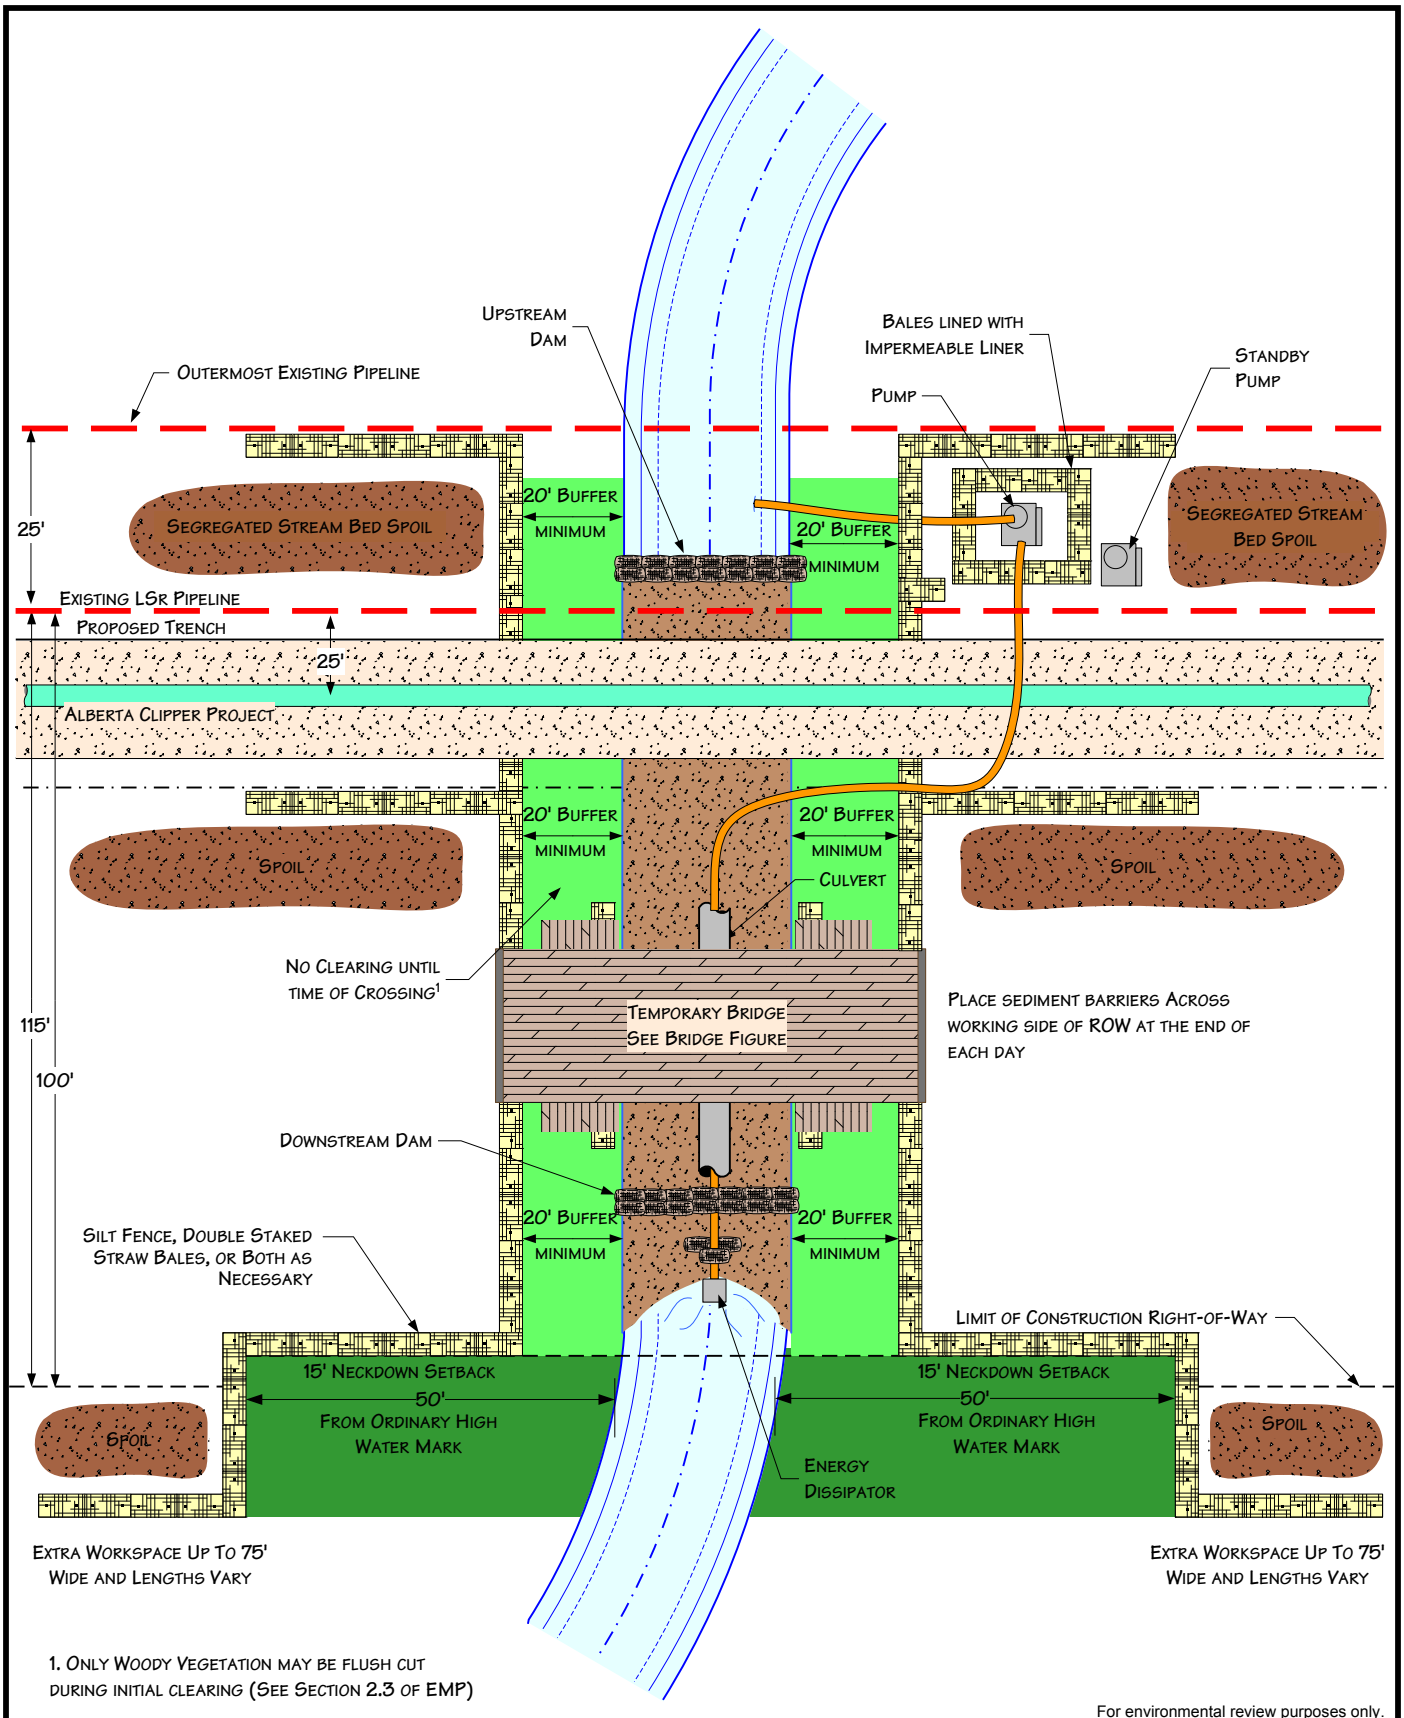 Upstream
Dam
Bales lined with
Impermeable Liner
Standby
Pump
Outermost Existing Pipeline
Pump
20' Buffer
minimum
20' Buffer
minimum
Segregated Stream Bed Spoil
Segregated Stream
Bed Spoil
25'
Existing LSr Pipeline
Proposed Trench
25'
Alberta Clipper Project
20' Buffer
minimum
20' Buffer
minimum
Spoil
Spoil
Culvert
No Clearing until
time of Crossing¹
Temporary Bridge
See Bridge Figure
Place sediment barriers Across
working side of ROW at the end of
each day
115'
100'
Downstream Dam
20' Buffer
minimum
20' Buffer
minimum
Silt Fence, Double Staked
Straw Bales, or Both as
Necessary
Limit of Construction Right-of-Way
15' Neckdown Setback
50'
From Ordinary High
Water Mark
15' Neckdown Setback
50'
From Ordinary High
Water Mark
Spoil
Spoil
Energy
Dissipator
Extra Workspace Up To 75'
Wide and Lengths Vary
Extra Workspace Up To 75'
Wide and Lengths Vary
1. Only Woody Vegetation may be flush cut
during initial clearing (See Section 2.3 of EMP)
For environmental review purposes only.